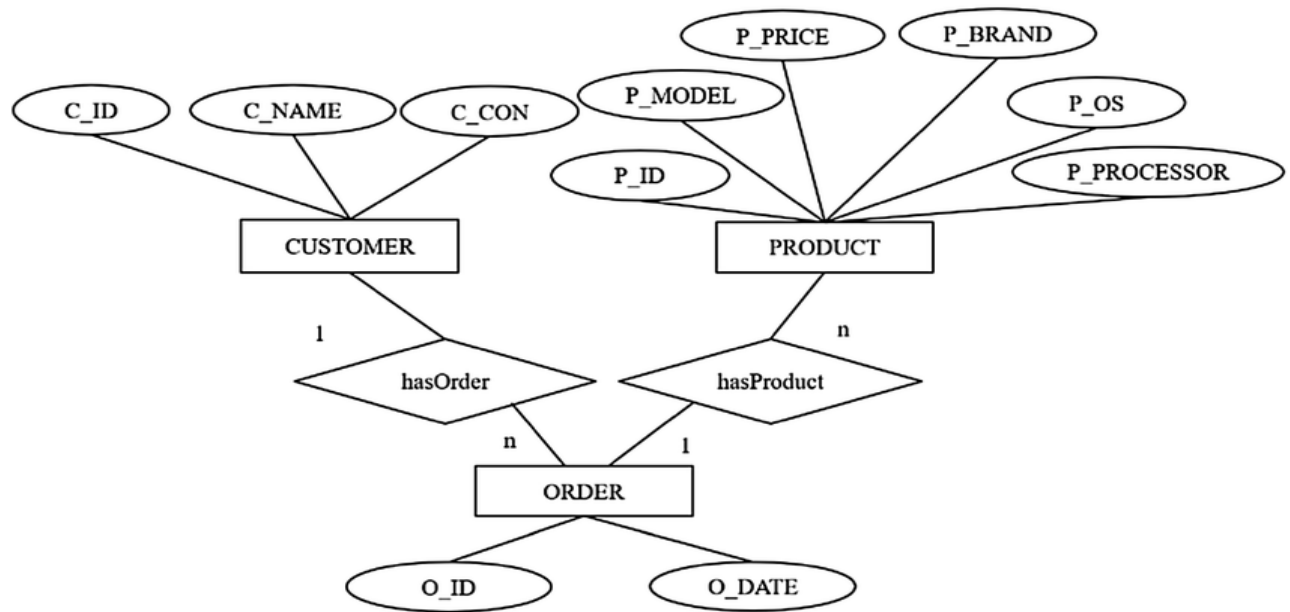 P_PRICE
P_BRAND
C_ID
C_NAME
C_CON
P_MODEL
P_OS
P_ID
P_PROCESSOR
CUSTOMER
PRODUCT
1
n
hasOrder
hasProduct
n
1
ORDER
O_ID
O_DATE